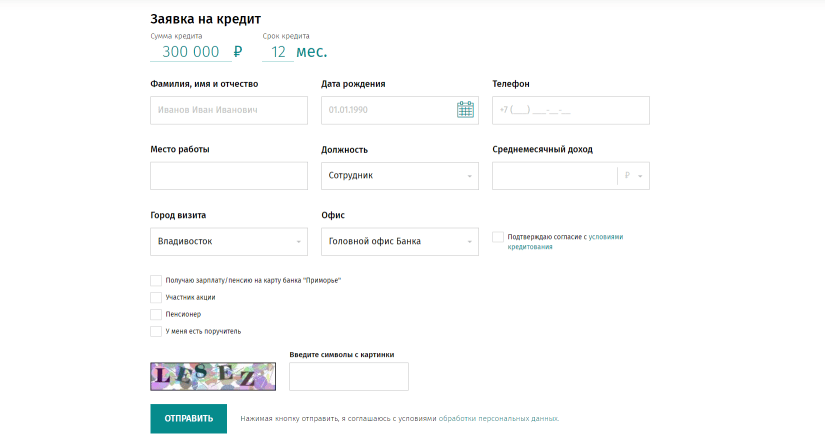 Заявка на кредит
Сумма кредита Срок кредита
300 000 ₽ 12 мес.
Фамилия, имя и отчество Дата рождения Телефон
Иванов Иван Иванович 01.01.1990 +7 (___) ___-__-__
Место работы Должность Среднемесячный доход
Сотрудник ₽
Город визита Офис
Владивосток Головной офис Банка Подтверждаю согласие с условиями
кредитования
Получаю зарплату/пенсию на карту банка "Приморье"
Участник акции
Пенсионер
У меня есть поручитель
Введите символы с картинки
LESEZ
ОТПРАВИТЬ Нажимая кнопку отправить, я соглашаюсь с условиями обработки персональных данных.